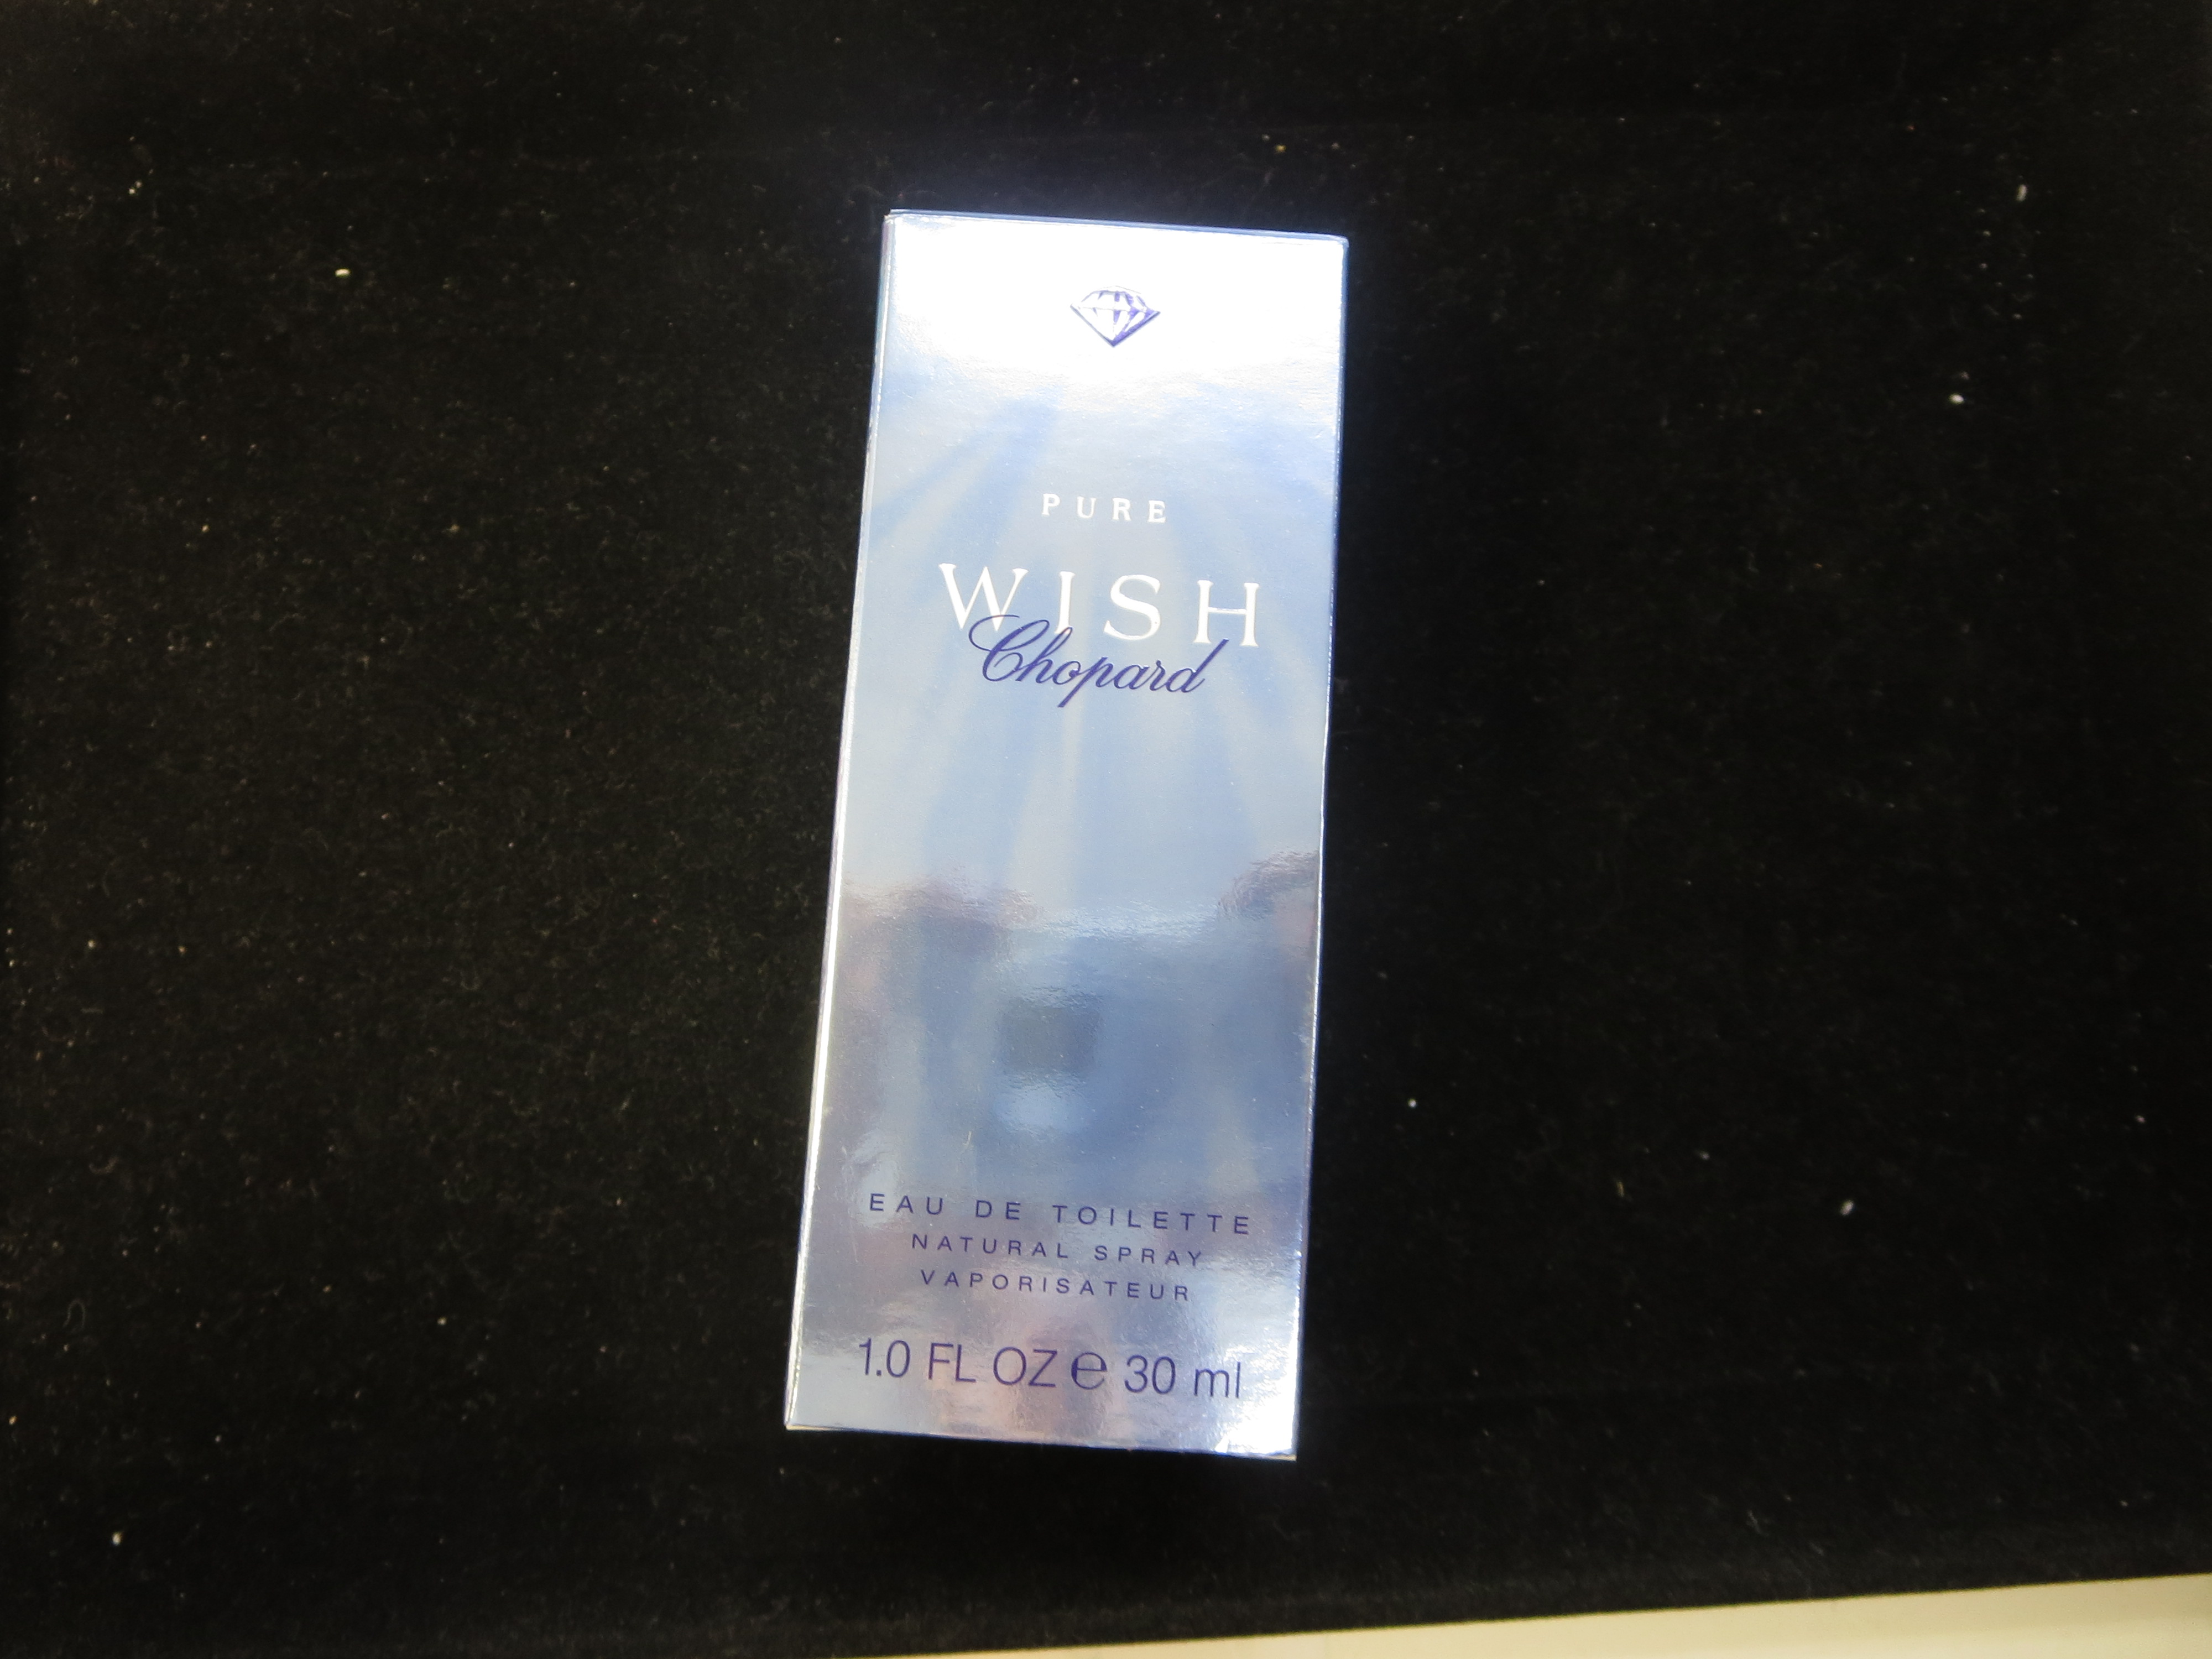 PURE
WISH
Chopard
EAU DE TOILETTE
NATURAL SPRAY
VAPORISATEUR
1.0 FL OZ e 30 ml